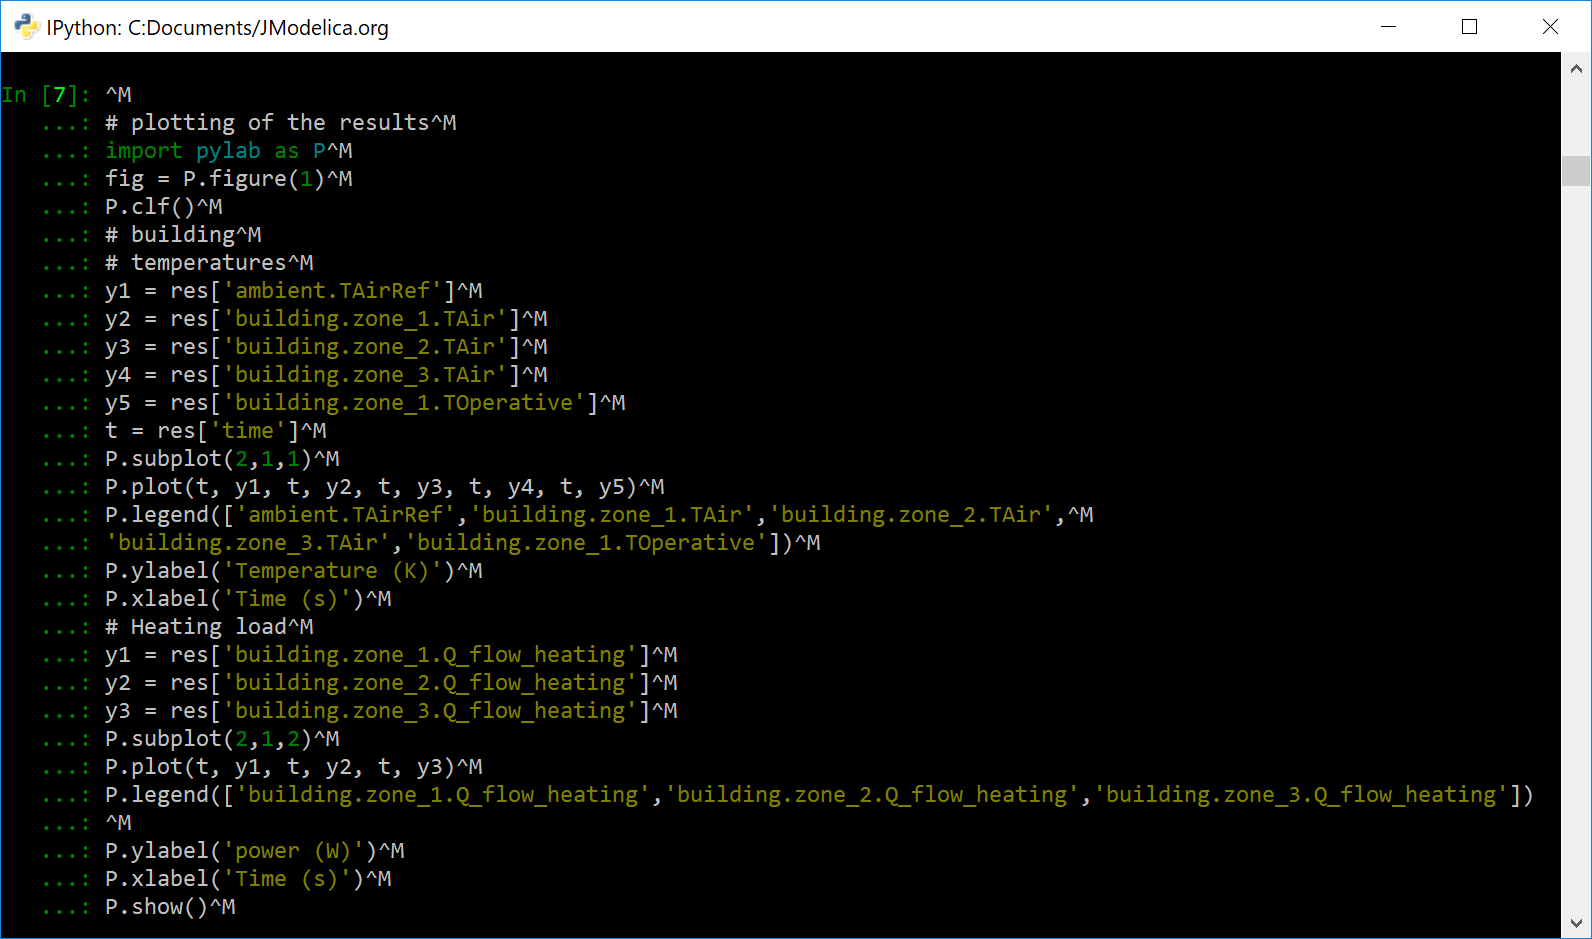 IPython: C:Documents/JModelica.org
In [7]: ^M
...: # plotting of the results^M
...: import pylab as P^M
...: fig = P.figure(1)^M
...: P.clf()^M
...: # building^M
...: # temperatures^M
...: y1 = res['ambient.TAirRef']^M
...: y2 = res['building.zone_1.TAir']^M
...: y3 = res['building.zone_2.TAir']^M
...: y4 = res['building.zone_3.TAir']^M
...: y5 = res['building.zone_1.TOperative']^M
...: t = res['time']^M
...: P.subplot(2,1,1)^M
...: P.plot(t, y1, t, y2, t, y3, t, y4, t, y5)^M
...: P.legend(['ambient.TAirRef','building.zone_1.TAir','building.zone_2.TAir',^M
...: 'building.zone_3.TAir','building.zone_1.TOperative'])^M
...: P.ylabel('Temperature (K)')^M
...: P.xlabel('Time (s)')^M
...: # Heating load^M
...: y1 = res['building.zone_1.Q_flow_heating']^M
...: y2 = res['building.zone_2.Q_flow_heating']^M
...: y3 = res['building.zone_3.Q_flow_heating']^M
...: P.subplot(2,1,2)^M
...: P.plot(t, y1, t, y2, t, y3)^M
...: P.legend(['building.zone_1.Q_flow_heating','building.zone_2.Q_flow_heating','building.zone_3.Q_flow_heating'])
...: ^M
...: P.ylabel('power (W)')^M
...: P.xlabel('Time (s)')^M
...: P.show()^M